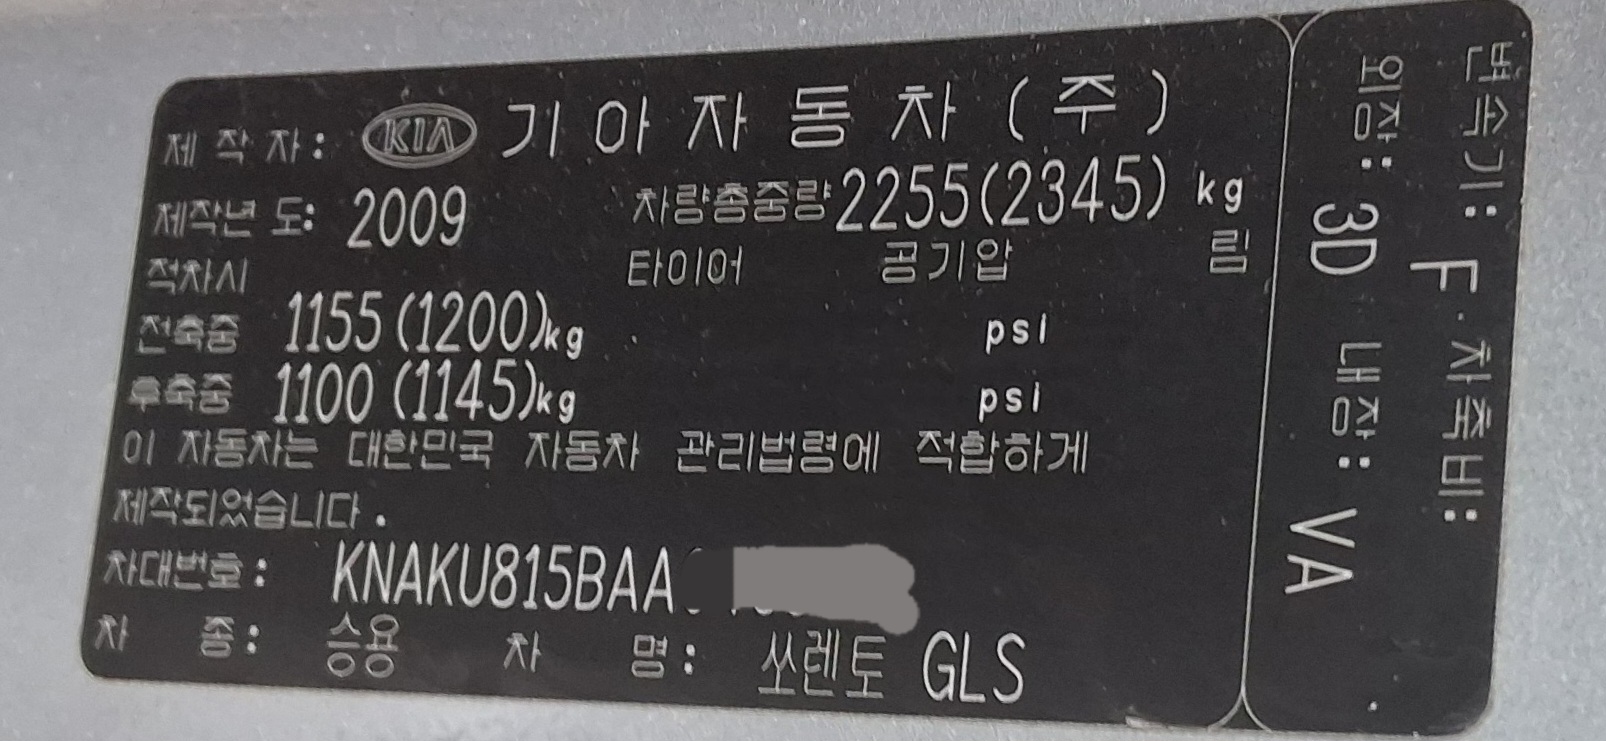 제 작 자: KIA 기 아 자 동 차 ( 주 )
제작년 도: 2009 차량총중량 2255(2345) kg
적차시 타이어 공기압 림
전축중 1155 (1200)kg psi
후축중 1100 (1145)kg psi
이 자동차는 대한민국 자동차 관리법령에 적합하게
제작되었습니다.
차대번호: KNAKU815BAA
차 종: 승용 차 명: 쏘렌토 GLS
변속기: F 차축비:
외장: 3D 내장: VA